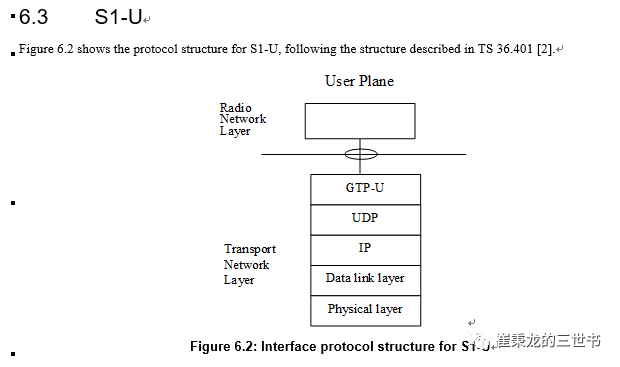 6.3 S1-U
Figure 6.2 shows the protocol structure for S1-U, following the structure described in TS 36.401 [2].
User Plane
Radio
Network
Layer
GTP-U
UDP
IP
Data link layer
Physical layer
Transport
Network
Layer
Figure 6.2: Interface protocol structure for S1-U
崔秉龙的三世书